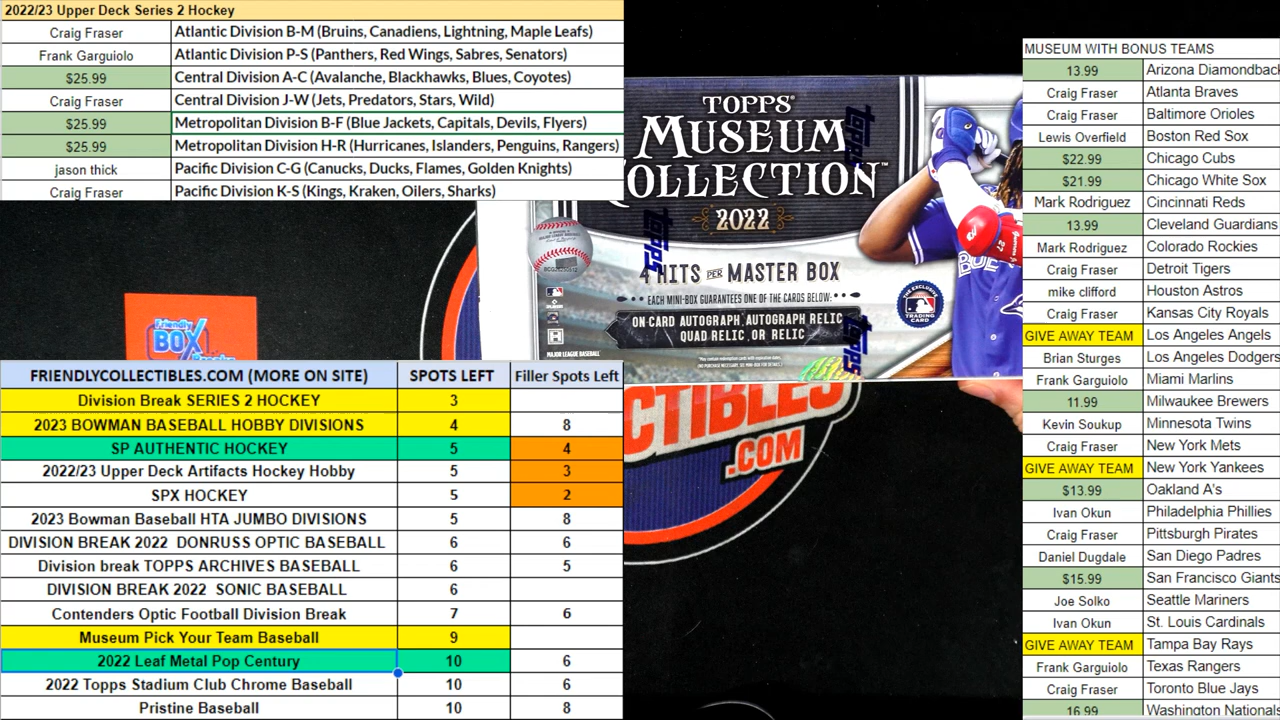 2022/23 Upper Deck Series 2 Hockey
Craig Fraser Atlantic Division B-M (Bruins, Canadiens, Lightning, Maple Leafs)
Frank Garguiolo Atlantic Division P-S (Panthers, Red Wings, Sabres, Senators)
$25.99 Central Division A-C (Avalanche, Blackhawks, Blues, Coyotes)
Craig Fraser Central Division J-W (Jets, Predators, Stars, Wild)
$25.99 Metropolitan Division B-F (Blue Jackets, Capitals, Devils, Flyers)
$25.99 Metropolitan Division H-R (Hurricanes, Islanders, Penguins, Rangers)
jason thick Pacific Division C-G (Canucks, Ducks, Flames, Golden Knights)
Craig Fraser Pacific Division K-S (Kings, Kraken, Oilers, Sharks)
TOPPS
MUSEUM
OLLECTION
2022
4 HITS PER MASTER BOX
EACH MINI-BOX GUARANTEES ONE OF THE CARDS BELOW:
ON-CARD AUTOGRAPH, AUTOGRAPH RELIC
QUAD RELIC, OR RELIC
MAJOR LEAGUE BASEBALL
topps
topps
topps
THE EXCLUSIVE
TRADING
CARD
BLUE
27
Friendly
BOX
Breaks
CTIBLES
.COM
FRIENDLYCOLLECTIBLES.COM (MORE ON SITE) SPOTS LEFT Filler Spots Left
Division Break SERIES 2 HOCKEY 3
2023 BOWMAN BASEBALL HOBBY DIVISIONS 4 8
SP AUTHENTIC HOCKEY 5 4
2022/23 Upper Deck Artifacts Hockey Hobby 5 3
SPX HOCKEY 5 2
2023 Bowman Baseball HTA JUMBO DIVISIONS 5 8
DIVISION BREAK 2022 DONRUSS OPTIC BASEBALL 6 6
Division break TOPPS ARCHIVES BASEBALL 6 5
DIVISION BREAK 2022 SONIC BASEBALL 6
Contenders Optic Football Division Break 7 6
Museum Pick Your Team Baseball 9
2022 Leaf Metal Pop Century 10 6
2022 Topps Stadium Club Chrome Baseball 10 6
Pristine Baseball 10 8
MUSEUM WITH BONUS TEAMS
13.99 Arizona Diamondback
Craig Fraser Atlanta Braves
Craig Fraser Baltimore Orioles
Lewis Overfield Boston Red Sox
$22.99 Chicago Cubs
$21.99 Chicago White Sox
Mark Rodriguez Cincinnati Reds
13.99 Cleveland Guardians
Mark Rodriguez Colorado Rockies
Craig Fraser Detroit Tigers
mike clifford Houston Astros
Craig Fraser Kansas City Royals
GIVE AWAY TEAM Los Angeles Angels
Brian Sturges Los Angeles Dodgers
Frank Garguiolo Miami Marlins
11.99 Milwaukee Brewers
Kevin Soukup Minnesota Twins
Craig Fraser New York Mets
GIVE AWAY TEAM New York Yankees
$13.99 Oakland A's
Ivan Okun Philadelphia Phillies
Craig Fraser Pittsburgh Pirates
Daniel Dugdale San Diego Padres
$15.99 San Francisco Giants
Joe Solko Seattle Mariners
Ivan Okun St. Louis Cardinals
GIVE AWAY TEAM Tampa Bay Rays
Frank Garguiolo Texas Rangers
Craig Fraser Toronto Blue Jays
16.99 Washington Nationals